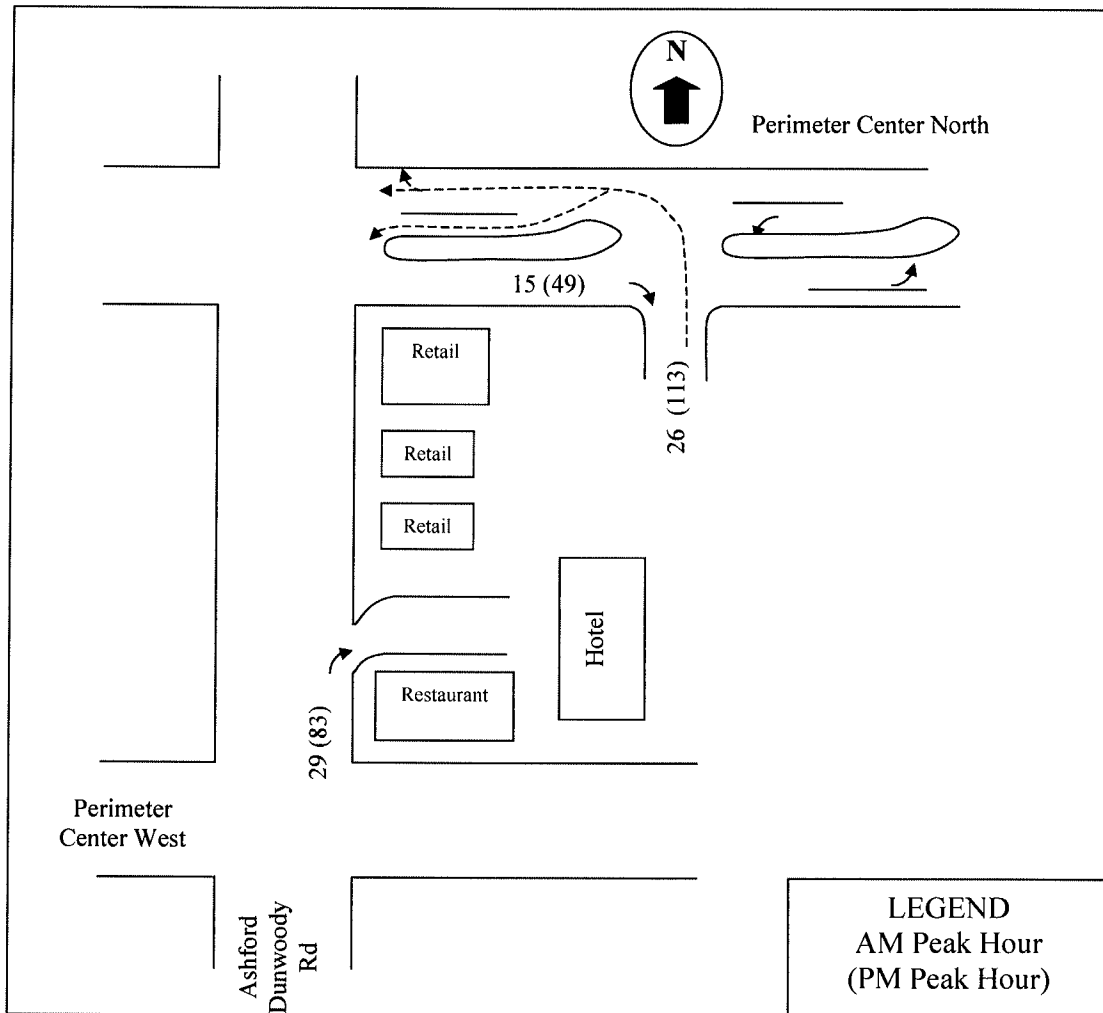 N
Perimeter Center North
15 (49)
Retail
26 (113)
Retail
Retail
Hotel
Restaurant
29 (83)
Perimeter
Center West
Ashford
Dunwoody
Rd
LEGEND
AM Peak Hour
(PM Peak Hour)